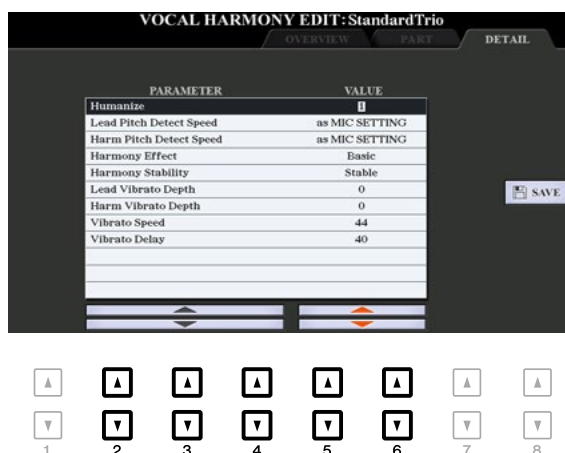 VOCAL HARMONY EDIT: StandardTrio
OVERVIEW PART DETAIL
PARAMETER VALUE
Humanize 1
Lead Pitch Detect Speed as MIC SETTING
Harm Pitch Detect Speed as MIC SETTING
Harmony Effect Basic
Harmony Stability Stable
Lead Vibrato Depth 0
Harm Vibrato Depth 0
Vibrato Speed 44
Vibrato Delay 40
SAVE
1 2 3 4 5 6 7 8